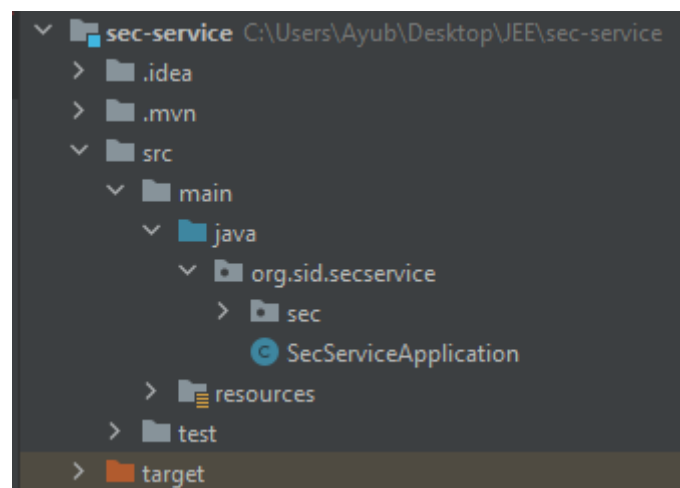 sec-service C:\Users\Ayub\Desktop\JEE\sec-service
.idea
.mvn
src
main
java
org.sid.secservice
sec
C SecServiceApplication
resources
test
target